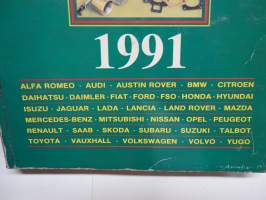 1991
ALFA ROMEO · AUDI · AUSTIN ROVER · BMW · CITROEN
DAIHATSU · DAIMLER · FIAT · FORD · FSO · HONDA · HYUNDAI
ISUZU · JAGUAR · LADA · LANCIA · LAND ROVER · MAZDA
MERCEDES-BENZ · MITSUBISHI · NISSAN · OPEL · PEUGEOT
RENAULT · SAAB · SKODA · SUBARU · SUZUKI · TALBOT
TOYOTA · VAUXHALL · VOLKSWAGEN · VOLVO · YUGO